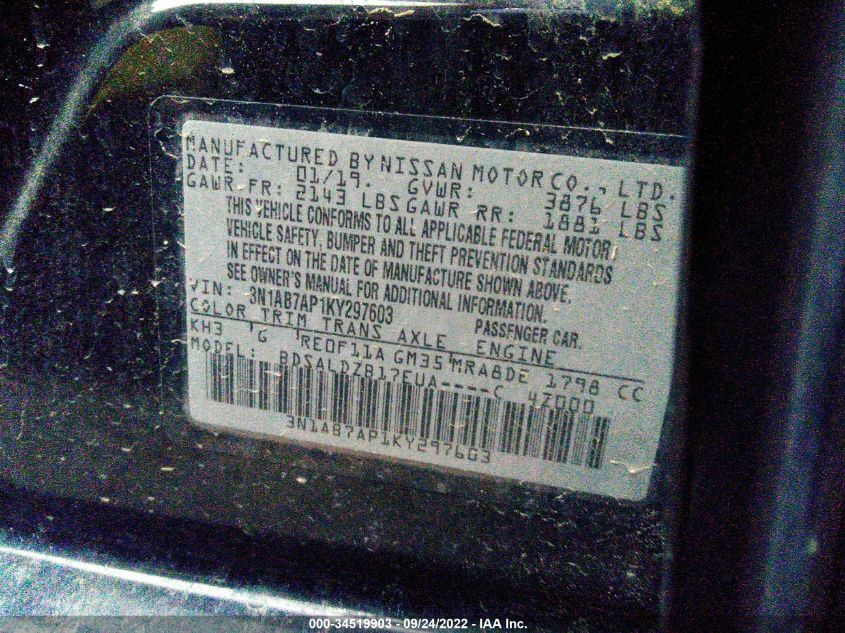 MANUFACTURED BY NISSAN MOTOR CO., LTD.
DATE: 01/19. GVWR: 3876 LBS
GAWR FR: 2143 LBS GAWR RR: 1881 LBS
THIS VEHICLE CONFORMS TO ALL APPLICABLE FEDERAL MOTOR
VEHICLE SAFETY, BUMPER AND THEFT PREVENTION STANDARDS
IN EFFECT ON THE DATE OF MANUFACTURE SHOWN ABOVE.
SEE OWNER'S MANUAL FOR ADDITIONAL INFORMATION.
VIN: 3N1AB7AP1KY297603 PASSENGER CAR.
COLOR TRIM TRANS AXLE ENGINE
KH3 'G 'RE0F11A GM35 'MRA8DE 1798 CC
MODEL: BDSALDZB17EUA----C 4Z000
3N1AB7AP1KY297603
000-34519903 - 09/24/2022 - IAA Inc.